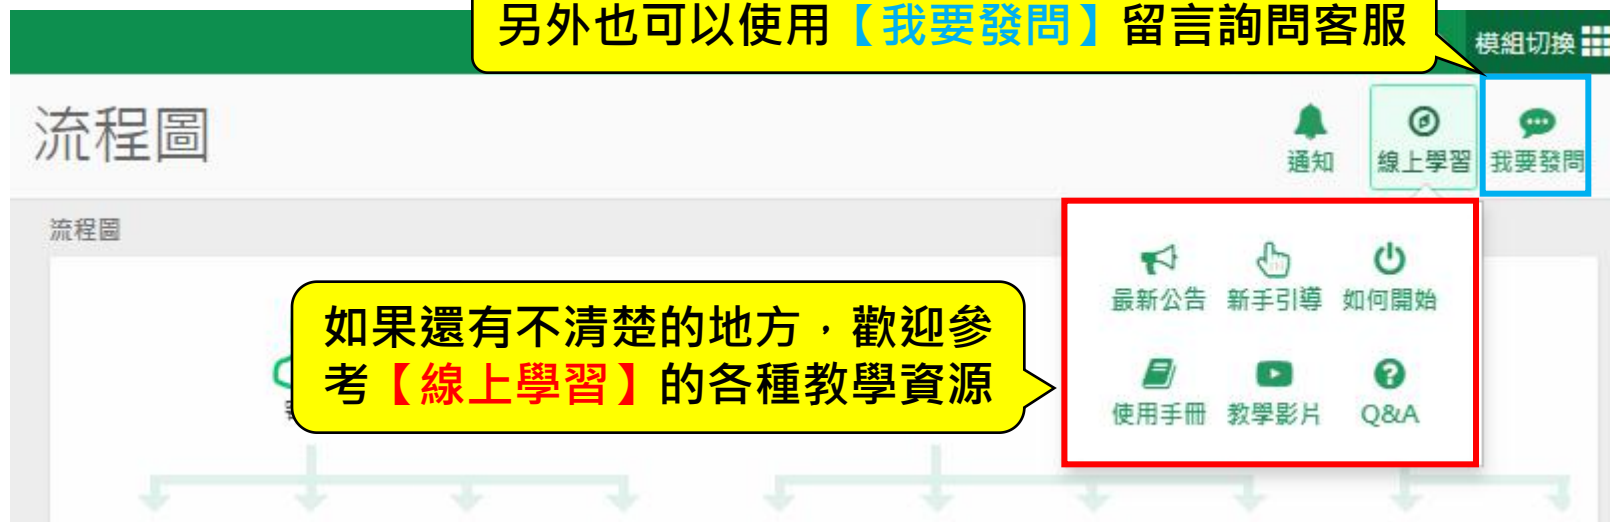 另外也可以使用【我要發問】留言詢問客服
模組切換
流程圖
通知
線上學習
我要發問
流程圖
最新公告 新手引導 如何開始
如果還有不清楚的地方，歡迎參
考【線上學習】的各種教學資源
使用手冊 教學影片 Q&A